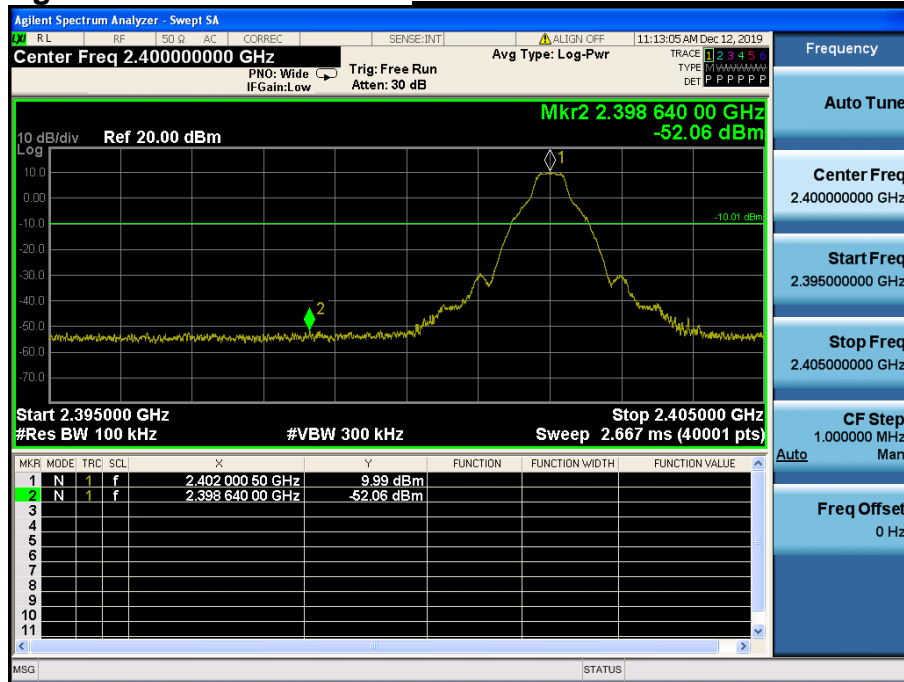 Agilent Spectrum Analyzer - Swept SA
LXI RL RF 50 Ω AC CORREC SENSE:INT ALIGN OFF 11:13:05 AM Dec 12, 2019
Center Freq 2.400000000 GHz
PNO: Wide
IFGain:Low
Trig: Free Run
Atten: 30 dB
Avg Type: Log-Pwr
TRACE 1 2 3 4 5 6
TYPE M WWWWW
DET P P P P P P
Mkr2 2.398 640 00 GHz
-52.06 dBm
10 dB/div Ref 20.00 dBm
Log
10.0
0.00
-10.0
-20.0
-30.0
-40.0
-50.0
-60.0
-70.0
1
-10.01 dBm
2
Start 2.395000 GHz Stop 2.405000 GHz
#Res BW 100 kHz #VBW 300 kHz Sweep 2.667 ms (40001 pts)
MKR MODE TRC SCL X Y FUNCTION FUNCTION WIDTH FUNCTION VALUE
1 N 1 f 2.402 000 50 GHz 9.99 dBm
2 N 1 f 2.398 640 00 GHz -52.06 dBm
3
4
5
6
7
8
9
10
11
MSG STATUS
Frequency
Auto Tune
Center Freq
2.400000000 GHz
Start Freq
2.395000000 GHz
Stop Freq
2.405000000 GHz
CF Step
1.000000 MHz
Auto Man
Freq Offset
0 Hz